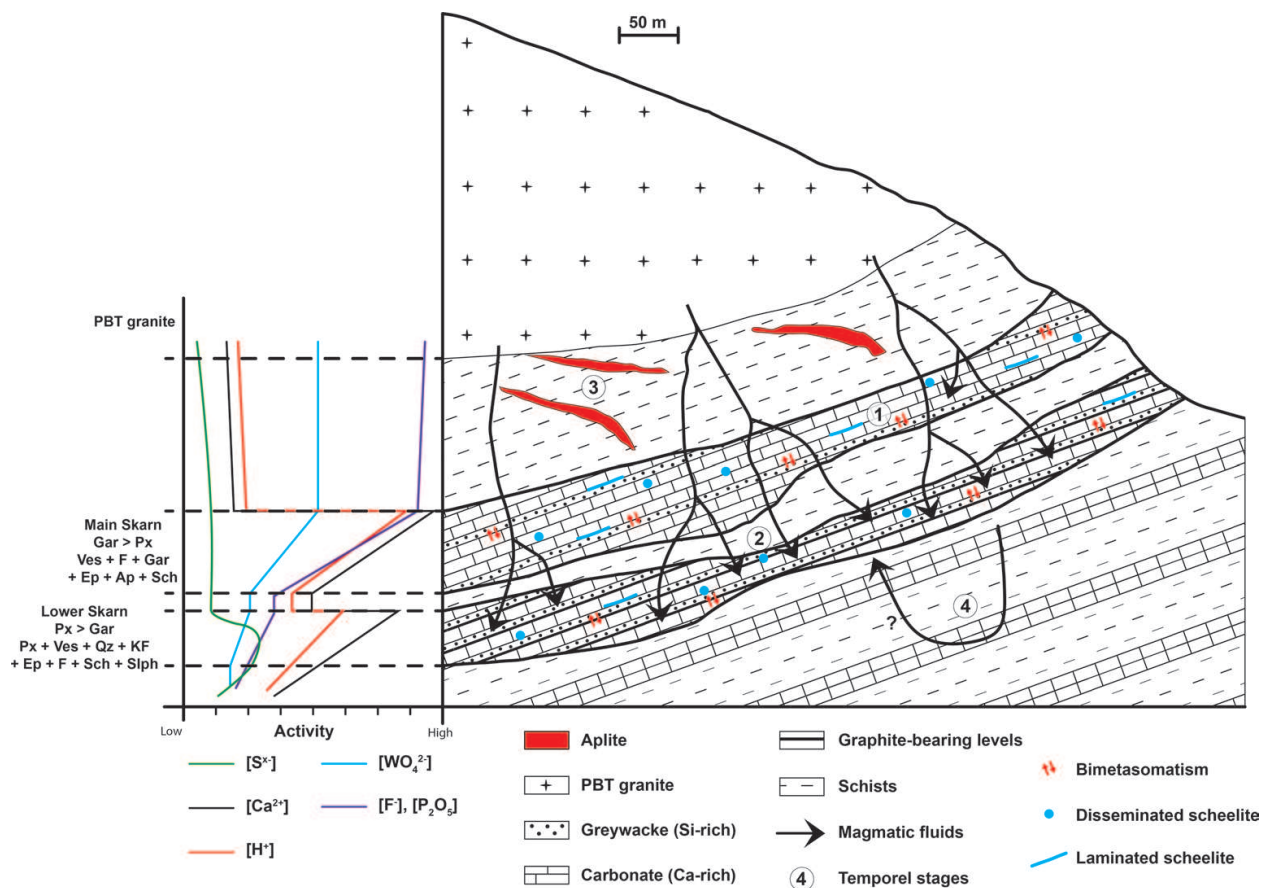 50 m
PBT granite
Main Skarn
Gar > Px
Ves + F + Gar
+ Ep + Ap + Sch
Lower Skarn
Px > Gar
Px + Ves + Qz + KF
+ Ep + F + Sch + Slph
3
1
2
4
?
Low
Activity
High
[Sˣ⁻]
[WO₄²⁻]
[Ca²⁺]
[F⁻], [P₂O₅]
[H⁺]
Aplite
PBT granite
Greywacke (Si-rich)
Carbonate (Ca-rich)
Graphite-bearing levels
Schists
Magmatic fluids
4 Temporel stages
Bimetasomatism
Disseminated scheelite
Laminated scheelite